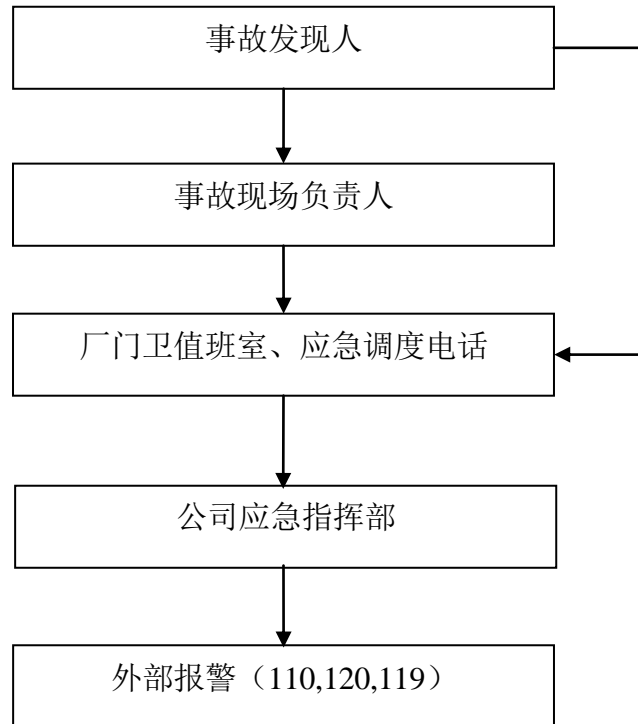 事故发现人
事故现场负责人
厂门卫值班室、应急调度电话
公司应急指挥部
外部报警（110,120,119）